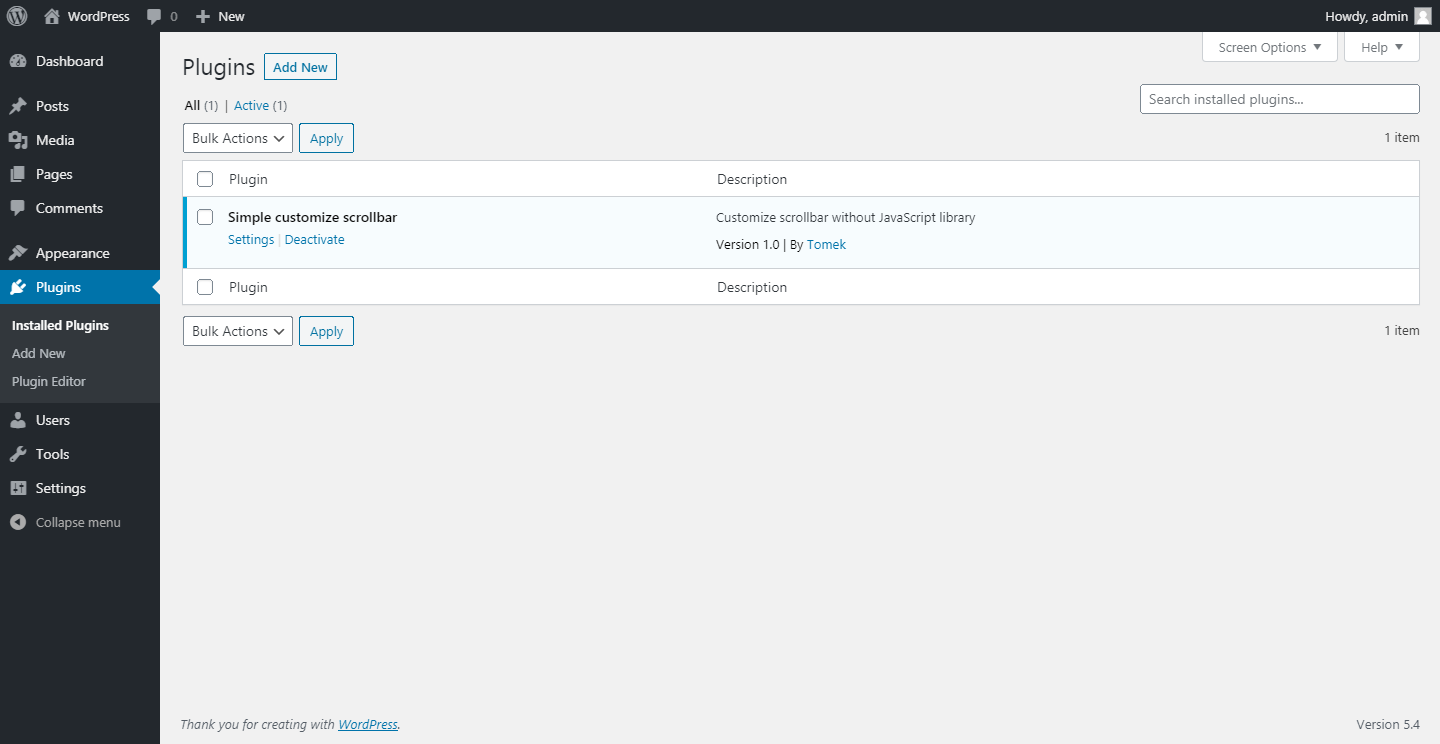 WordPress 0 New Howdy, admin
Dashboard
Posts
Media
Pages
Comments
Appearance
Plugins
Installed Plugins
Add New
Plugin Editor
Users
Tools
Settings
Collapse menu
Screen Options Help
Plugins Add New
All (1) | Active (1)
Search installed plugins...
Bulk Actions Apply 1 item
Plugin Description
Simple customize scrollbar Customize scrollbar without JavaScript library
Settings | Deactivate Version 1.0 | By Tomek
Plugin Description
Bulk Actions Apply 1 item
Thank you for creating with WordPress. Version 5.4